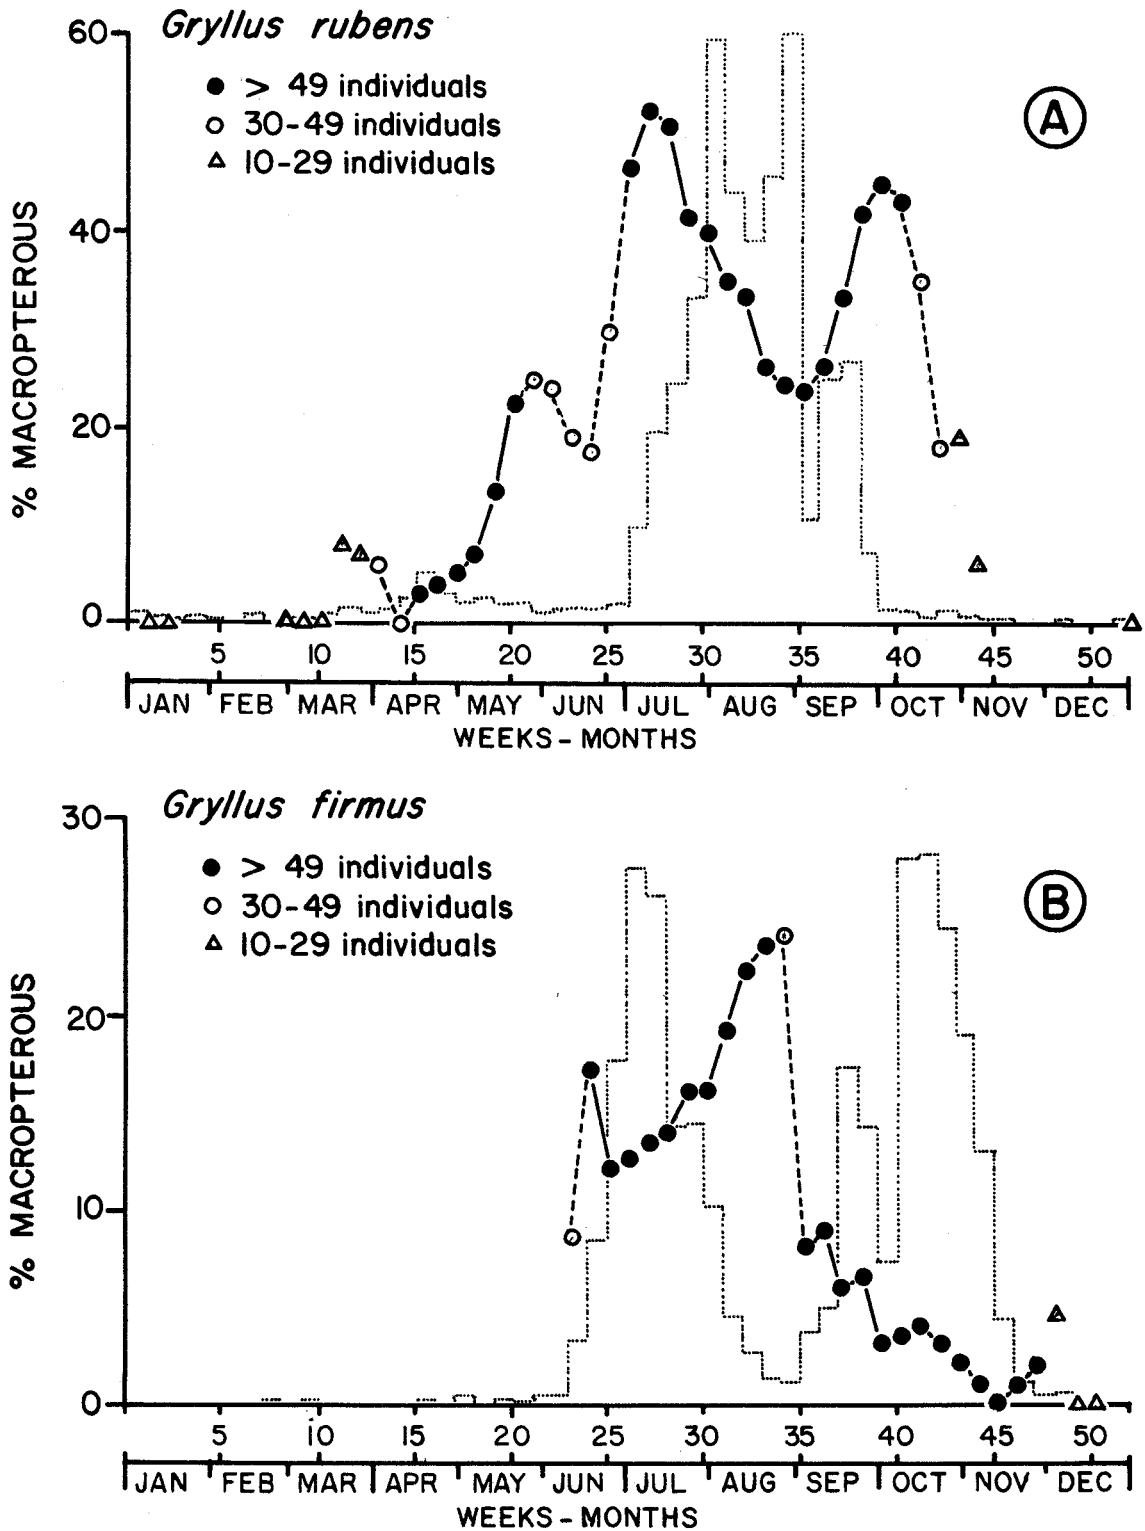 Gryllus rubens
> 49 individuals
30-49 individuals
10-29 individuals
A
60
40
20
0
% MACROPTEROUS
5 10 15 20 25 30 35 40 45 50
JAN FEB MAR APR MAY JUN JUL AUG SEP OCT NOV DEC
WEEKS - MONTHS
Gryllus firmus
> 49 individuals
30-49 individuals
10-29 individuals
B
30
20
10
0
% MACROPTEROUS
5 10 15 20 25 30 35 40 45 50
JAN FEB MAR APR MAY JUN JUL AUG SEP OCT NOV DEC
WEEKS - MONTHS